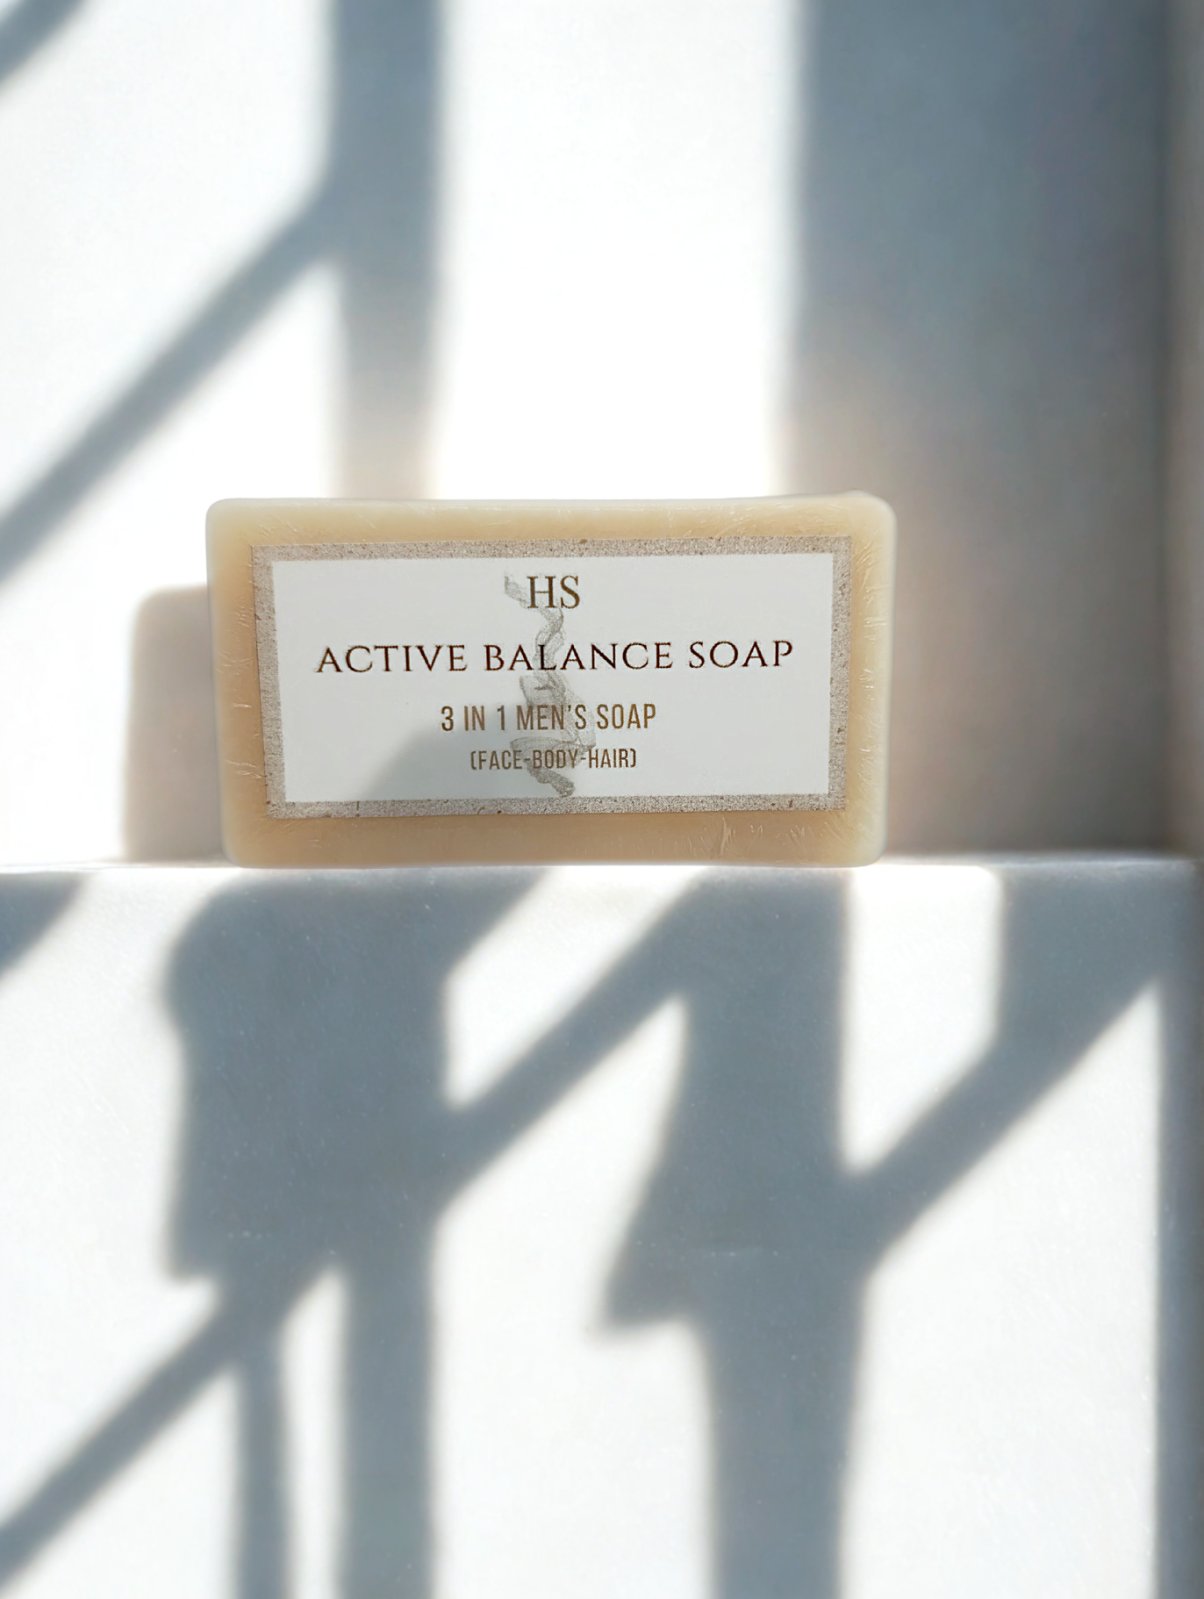 HS
ACTIVE BALANCE SOAP
3 IN 1 MEN'S SOAP
(FACE-BODY-HAIR)